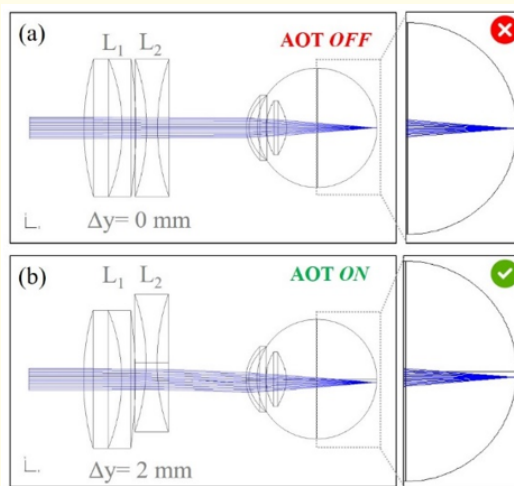 (a)
L₁ L₂
AOT OFF
Δy= 0 mm
(b)
L₂
L₁
AOT ON
Δy= 2 mm